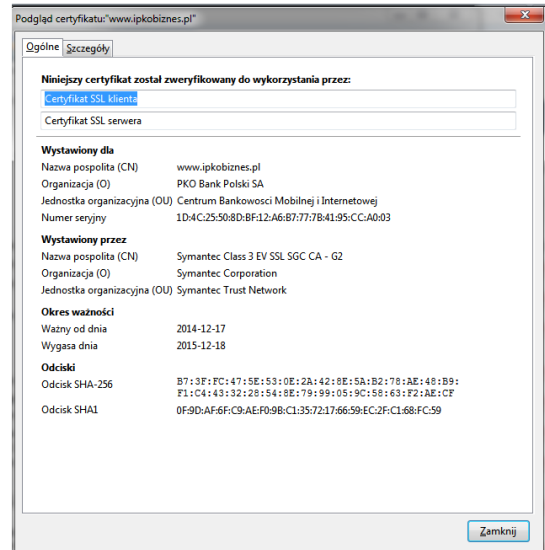 Podgląd certyfikatu:"www.ipkobiznes.pl"
Ogólne Szczegóły
Niniejszy certyfikat został zweryfikowany do wykorzystania przez:
Certyfikat SSL klienta
Certyfikat SSL serwera
Wystawiony dla
Nazwa pospolita (CN) www.ipkobiznes.pl
Organizacja (O) PKO Bank Polski SA
Jednostka organizacyjna (OU) Centrum Bankowosci Mobilnej i Internetowej
Numer seryjny 1D:4C:25:50:8D:BF:12:A6:B7:77:7B:41:95:CC:A0:03
Wystawiony przez
Nazwa pospolita (CN) Symantec Class 3 EV SSL SGC CA - G2
Organizacja (O) Symantec Corporation
Jednostka organizacyjna (OU) Symantec Trust Network
Okres ważności
Ważny od dnia 2014-12-17
Wygasa dnia 2015-12-18
Odciski
Odcisk SHA-256 B7:3F:FC:47:5E:53:0E:2A:42:8E:5A:B2:78:AE:48:B9:
F1:C4:43:32:28:54:8E:79:99:05:9C:58:63:F2:AE:CF
Odcisk SHA1 0F:9D:AF:6F:C9:AE:F0:9B:C1:35:72:17:66:59:EC:2F:C1:68:FC:59
Zamknij